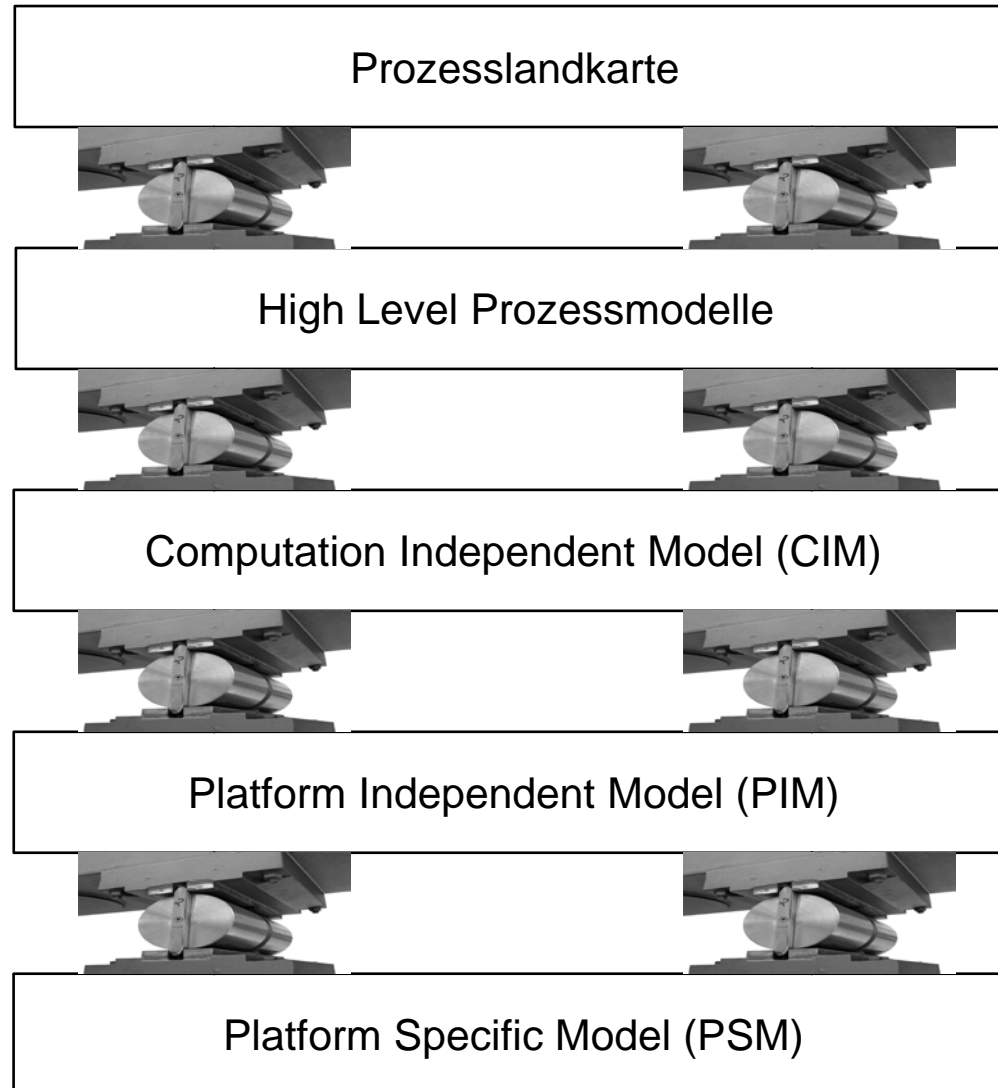 Prozesslandkarte
High Level Prozessmodelle
Computation Independent Model (CIM)
Platform Independent Model (PIM)
Platform Specific Model (PSM)